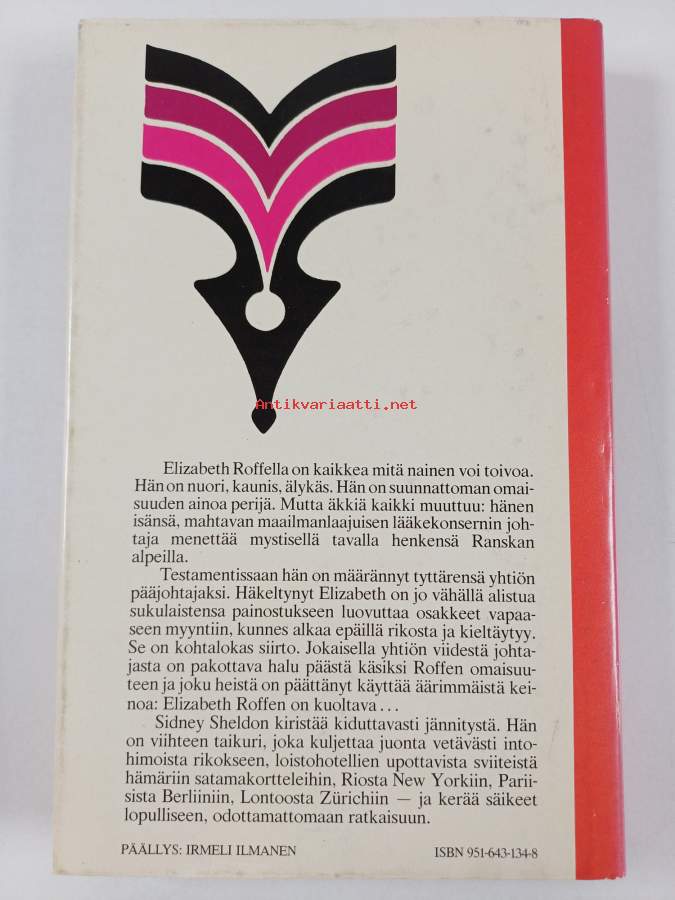 Antikvariaatti.net
Elizabeth Roffella on kaikkea mitä nainen voi toivoa.
Hän on nuori, kaunis, älykäs. Hän on suunnattoman omai-
suuden ainoa perijä. Mutta äkkiä kaikki muuttuu: hänen
isänsä, mahtavan maailmanlaajuisen lääkekonsernin joh-
taja menettää mystisellä tavalla henkensä Ranskan
alpeilla.
Testamentissaan hän on määrännyt tyttärensä yhtiön
pääjohtajaksi. Häkeltynyt Elizabeth on jo vähällä alistua
sukulaistensa painostukseen luovuttaa osakkeet vapaa-
seen myyntiin, kunnes alkaa epäillä rikosta ja kieltäytyy.
Se on kohtalokas siirto. Jokaisella yhtiön viidestä johta-
jasta on pakottava halu päästä käsiksi Roffen omaisuu-
teen ja joku heistä on päättänyt käyttää äärimmäistä kei-
noa: Elizabeth Roffen on kuoltava...
Sidney Sheldon kiristää kiduttavasti jännitystä. Hän
on viihteen taikuri, joka kuljettaa juonta vetävästi into-
himoista rikokseen, loistohotellien upottavista sviiteistä
hämäriin satamakortteleihin, Riosta New Yorkiin, Parii-
sista Berliiniin, Lontoosta Zürichiin — ja kerää säikeet
lopulliseen, odottamattomaan ratkaisuun.
PÄÄLLYS: IRMELI ILMANEN
ISBN 951-643-134-8